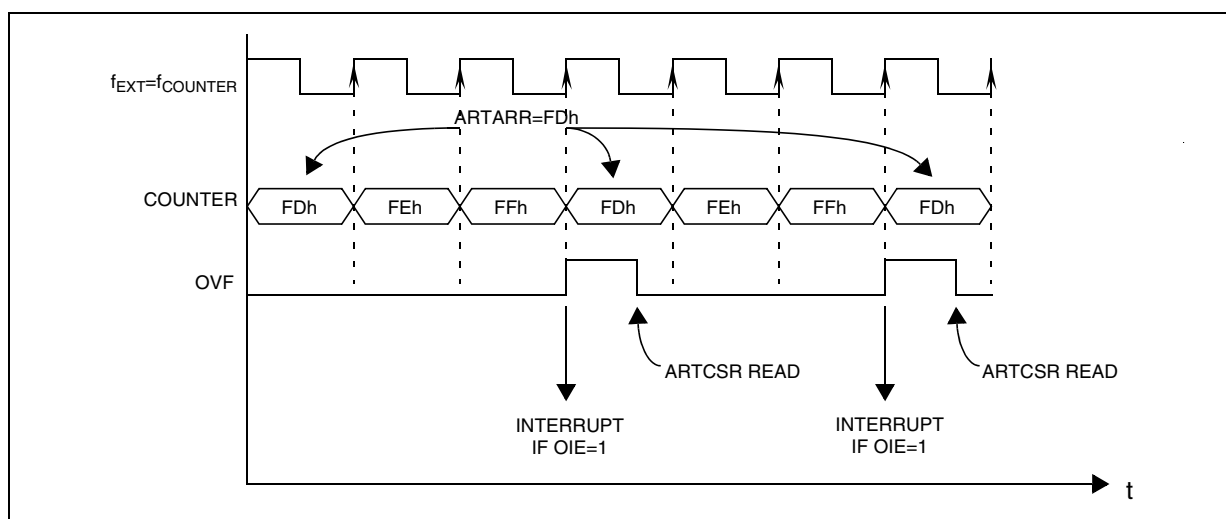 fEXT=fCOUNTER
ARTARR=FDh
COUNTER
FDh FEh FFh FDh FEh FFh FDh
OVF
ARTCSR READ ARTCSR READ
INTERRUPT INTERRUPT
IF OIE=1 IF OIE=1
t